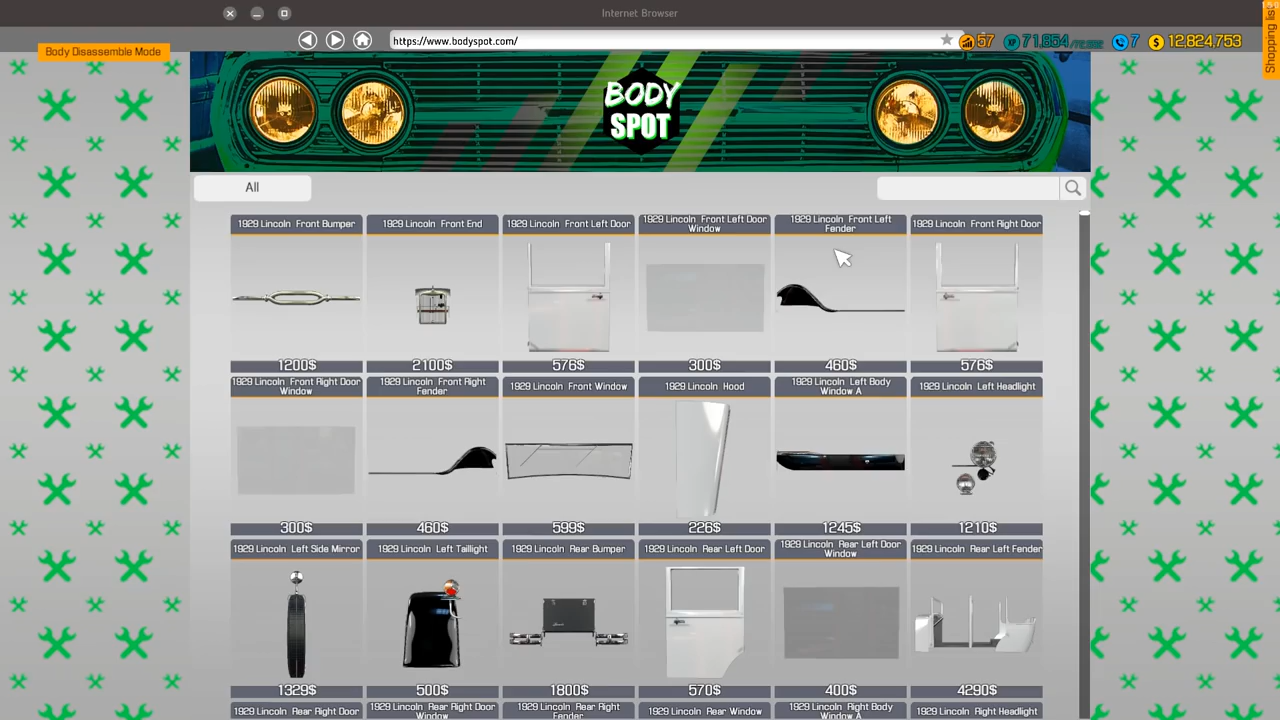 Internet Browser
1.5.0
Body Disassemble Mode
https://www.bodyspot.com/
57
XP 71,854
7
$ 12,824,753
Shopping list
BODY
SPOT
All
1929 Lincoln Front Bumper
1929 Lincoln Front End
1929 Lincoln Front Left Door
1929 Lincoln Front Left Door
Window
1929 Lincoln Front Left
Fender
1929 Lincoln Front Right Door
1200$
2100$
576$
300$
460$
576$
1929 Lincoln Front Right Door
Window
1929 Lincoln Front Right
Fender
1929 Lincoln Front Window
1929 Lincoln Hood
1929 Lincoln Left Body
Window A
1929 Lincoln Left Headlight
300$
460$
599$
226$
1245$
1210$
1929 Lincoln Left Side Mirror
1929 Lincoln Left Taillight
1929 Lincoln Rear Bumper
1929 Lincoln Rear Left Door
1929 Lincoln Rear Left Door
Window
1929 Lincoln Rear Left Fender
1329$
500$
1800$
570$
400$
4290$
1929 Lincoln Rear Right Door
1929 Lincoln Rear Right Door
Window
1929 Lincoln Rear Right
Fender
1929 Lincoln Rear Window
1929 Lincoln Right Body
Window A
1929 Lincoln Right Headlight